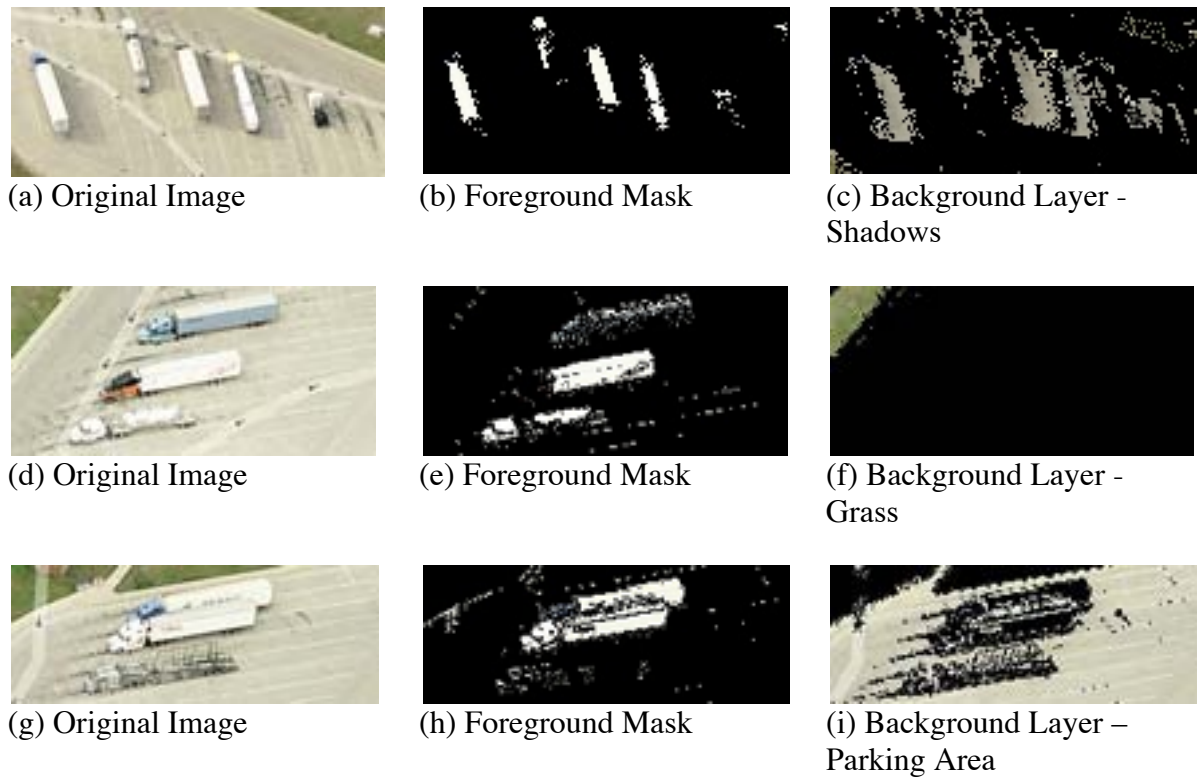 (a) Original Image
(b) Foreground Mask
(c) Background Layer -
Shadows
(d) Original Image
(e) Foreground Mask
(f) Background Layer -
Grass
(g) Original Image
(h) Foreground Mask
(i) Background Layer –
Parking Area